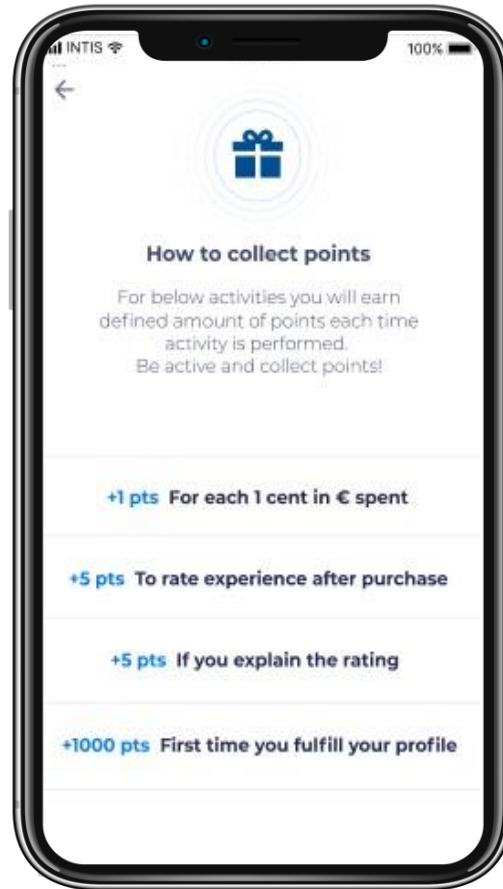 INTIS
100%
How to collect points
For below activities you will earn
defined amount of points each time
activity is performed.
Be active and collect points!
+1 pts For each 1 cent in € spent
+5 pts To rate experience after purchase
+5 pts If you explain the rating
+1000 pts First time you fulfill your profile